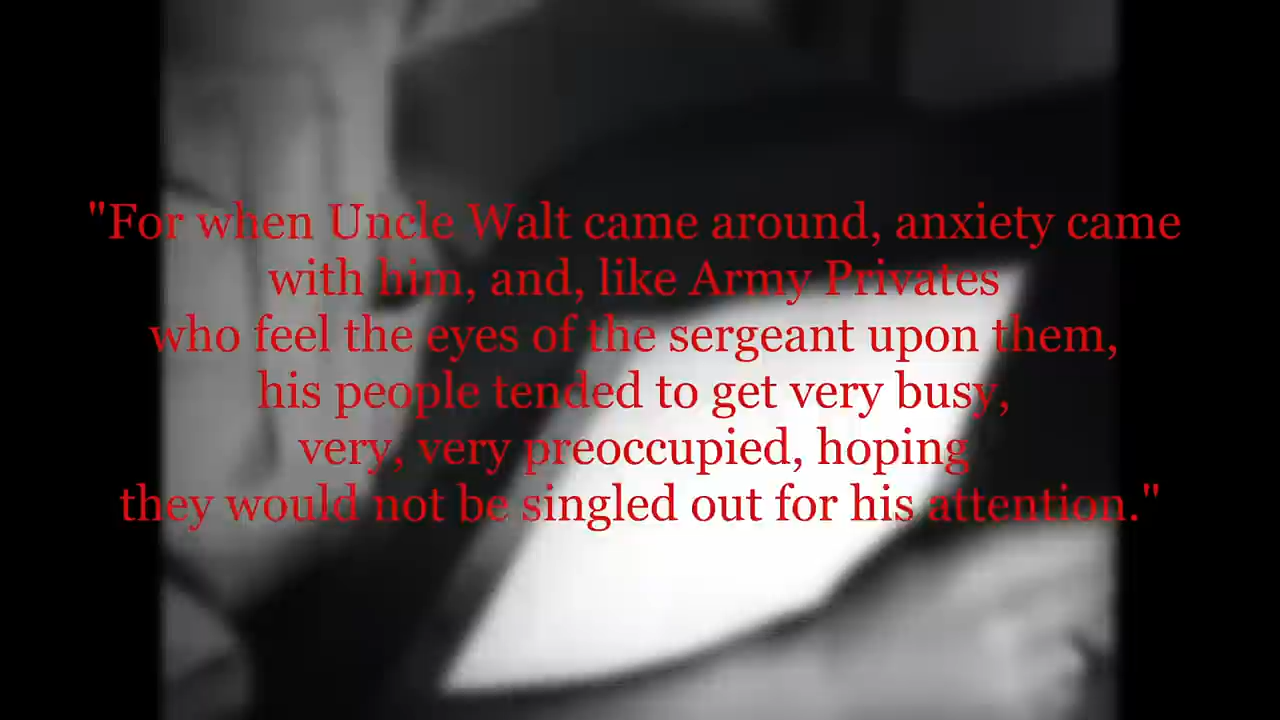 "For when Uncle Walt came around, anxiety came
with him, and, like Army Privates
who feel the eyes of the sergeant upon them,
his people tended to get very busy,
very, very preoccupied, hoping
they would not be singled out for his attention."